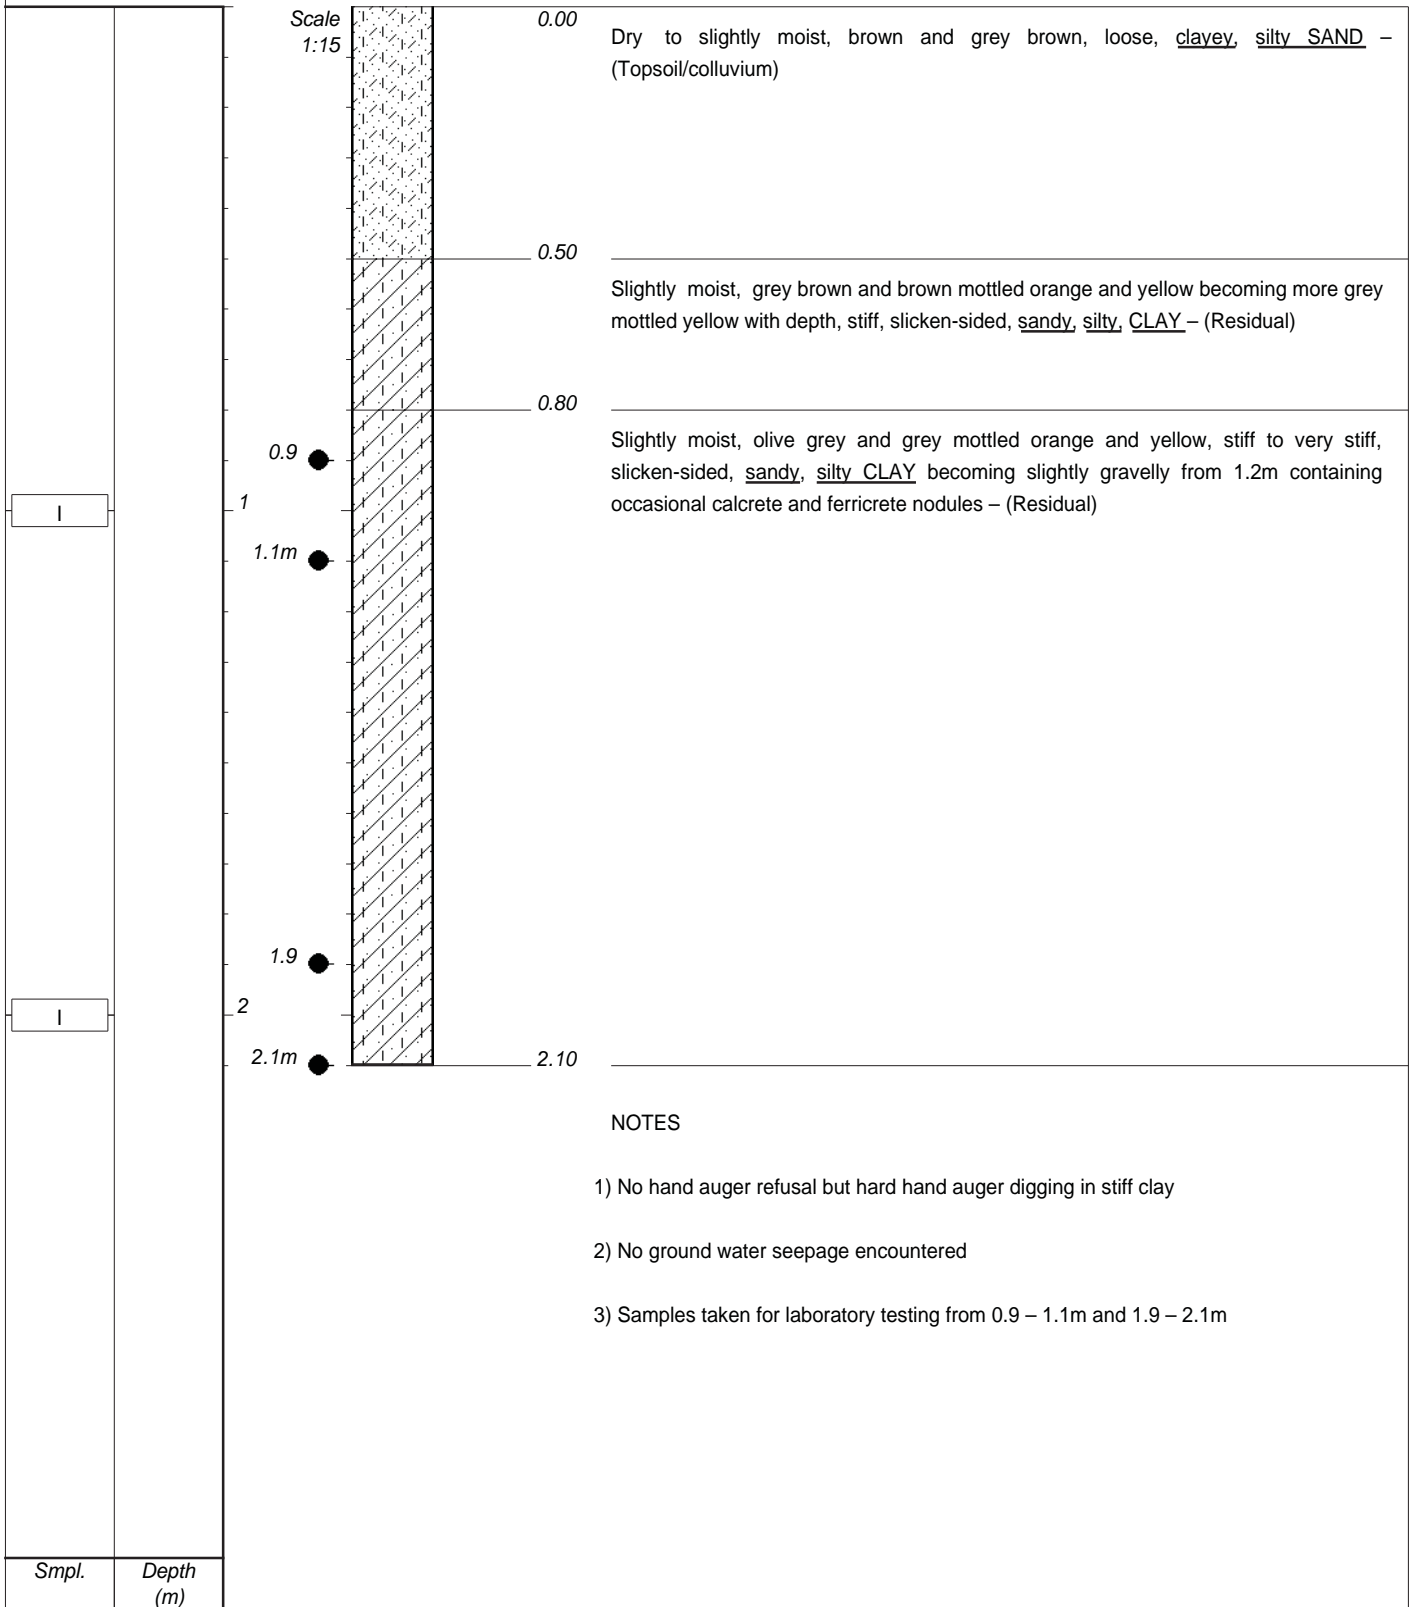 Scale
1:15
0.00
Dry to slightly moist, brown and grey brown, loose, clayey, silty SAND –
(Topsoil/colluvium)
0.50
Slightly moist, grey brown and brown mottled orange and yellow becoming more grey
mottled yellow with depth, stiff, slicken-sided, sandy, silty, CLAY – (Residual)
0.80
Slightly moist, olive grey and grey mottled orange and yellow, stiff to very stiff,
slicken-sided, sandy, silty CLAY becoming slightly gravelly from 1.2m containing
occasional calcrete and ferricrete nodules – (Residual)
0.9
I
1
1.1m
1.9
I
2
2.1m
2.10
NOTES
1) No hand auger refusal but hard hand auger digging in stiff clay
2) No ground water seepage encountered
3) Samples taken for laboratory testing from 0.9 – 1.1m and 1.9 – 2.1m
Smpl.
Depth
(m)